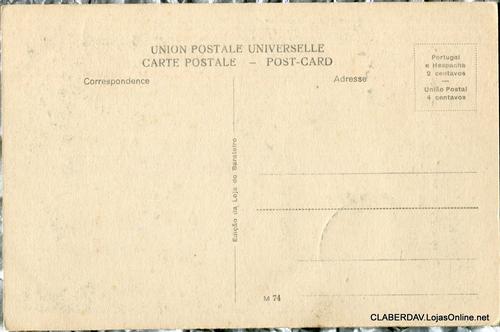 UNION POSTALE UNIVERSELLE
CARTE POSTALE – POST-CARD
Correspondence
Adresse
Portugal
e Hespanha
2 centavos
União Postal
4 centavos
Edição da Loja do Barateiro
M 74
CLABERDAV.LojasOnline.net